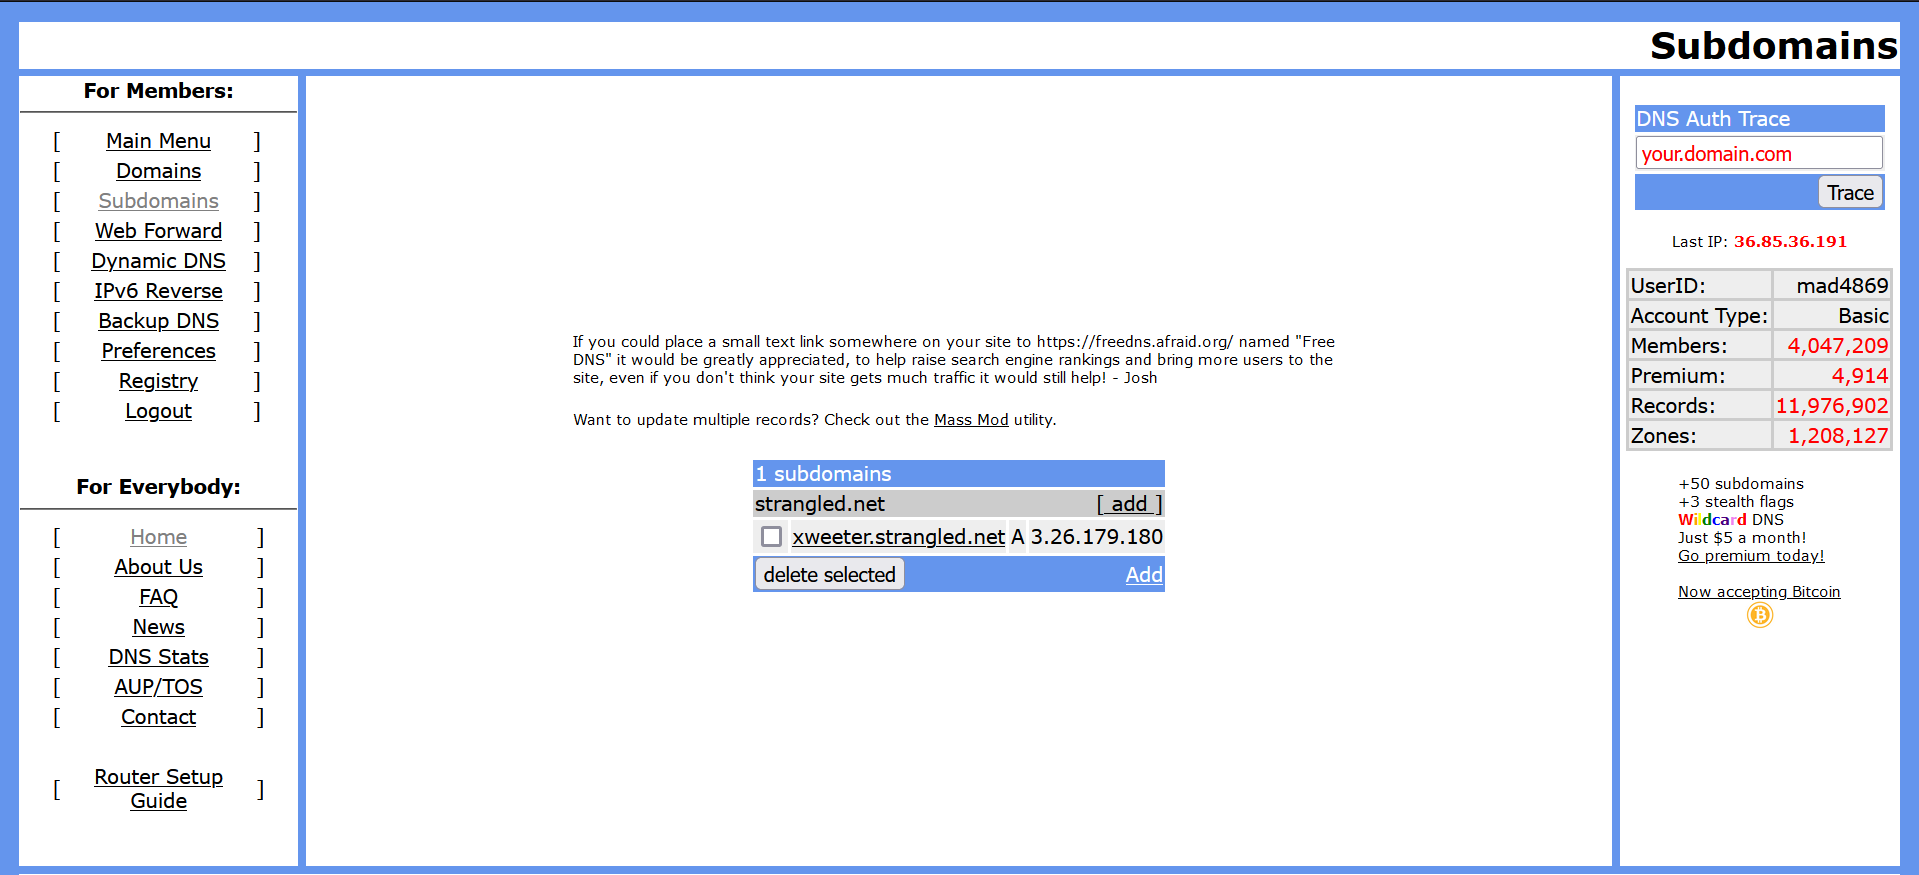 Subdomains
For Members:
[ Main Menu ]
[ Domains ]
[ Subdomains ]
[ Web Forward ]
[ Dynamic DNS ]
[ IPv6 Reverse ]
[ Backup DNS ]
[ Preferences ]
[ Registry ]
[ Logout ]
For Everybody:
[ Home ]
[ About Us ]
[ FAQ ]
[ News ]
[ DNS Stats ]
[ AUP/TOS ]
[ Contact ]
[ Router Setup
Guide ]
If you could place a small text link somewhere on your site to https://freedns.afraid.org/ named "Free
DNS" it would be greatly appreciated, to help raise search engine rankings and bring more users to the
site, even if you don't think your site gets much traffic it would still help! - Josh
Want to update multiple records? Check out the Mass Mod utility.
1 subdomains
strangled.net [ add ]
xweeter.strangled.net A 3.26.179.180
delete selected Add
DNS Auth Trace
your.domain.com
Trace
Last IP: 36.85.36.191
UserID: mad4869
Account Type: Basic
Members: 4,047,209
Premium: 4,914
Records: 11,976,902
Zones: 1,208,127
+50 subdomains
+3 stealth flags
Wildcard DNS
Just $5 a month!
Go premium today!
Now accepting Bitcoin